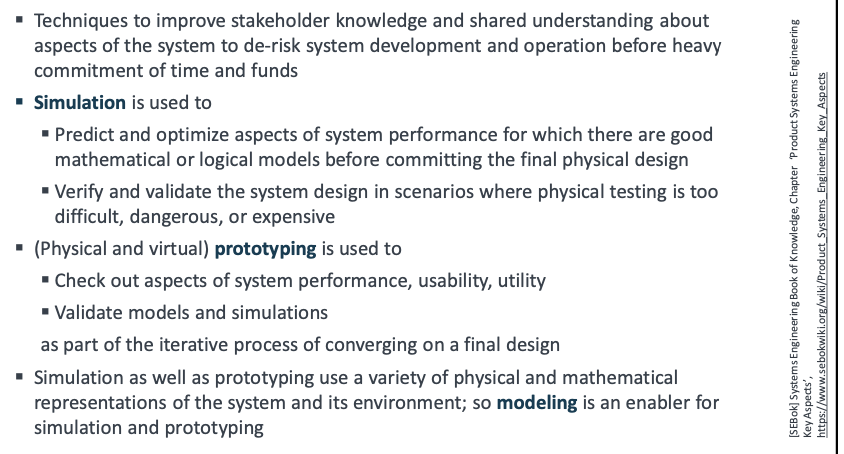 ▪ Techniques to improve stakeholder knowledge and shared understanding about
aspects of the system to de-risk system development and operation before heavy
commitment of time and funds
▪ Simulation is used to
▪ Predict and optimize aspects of system performance for which there are good
mathematical or logical models before committing the final physical design
▪ Verify and validate the system design in scenarios where physical testing is too
difficult, dangerous, or expensive
▪ (Physical and virtual) prototyping is used to
▪ Check out aspects of system performance, usability, utility
▪ Validate models and simulations
as part of the iterative process of converging on a final design
▪ Simulation as well as prototyping use a variety of physical and mathematical
representations of the system and its environment; so modeling is an enabler for
simulation and prototyping
[SEBok] Systems Engineering Book of Knowledge, Chapter 'Product Systems Engineering
Key Aspects',
https://www.sebokwiki.org/wiki/Product_Systems_Engineering_Key_Aspects